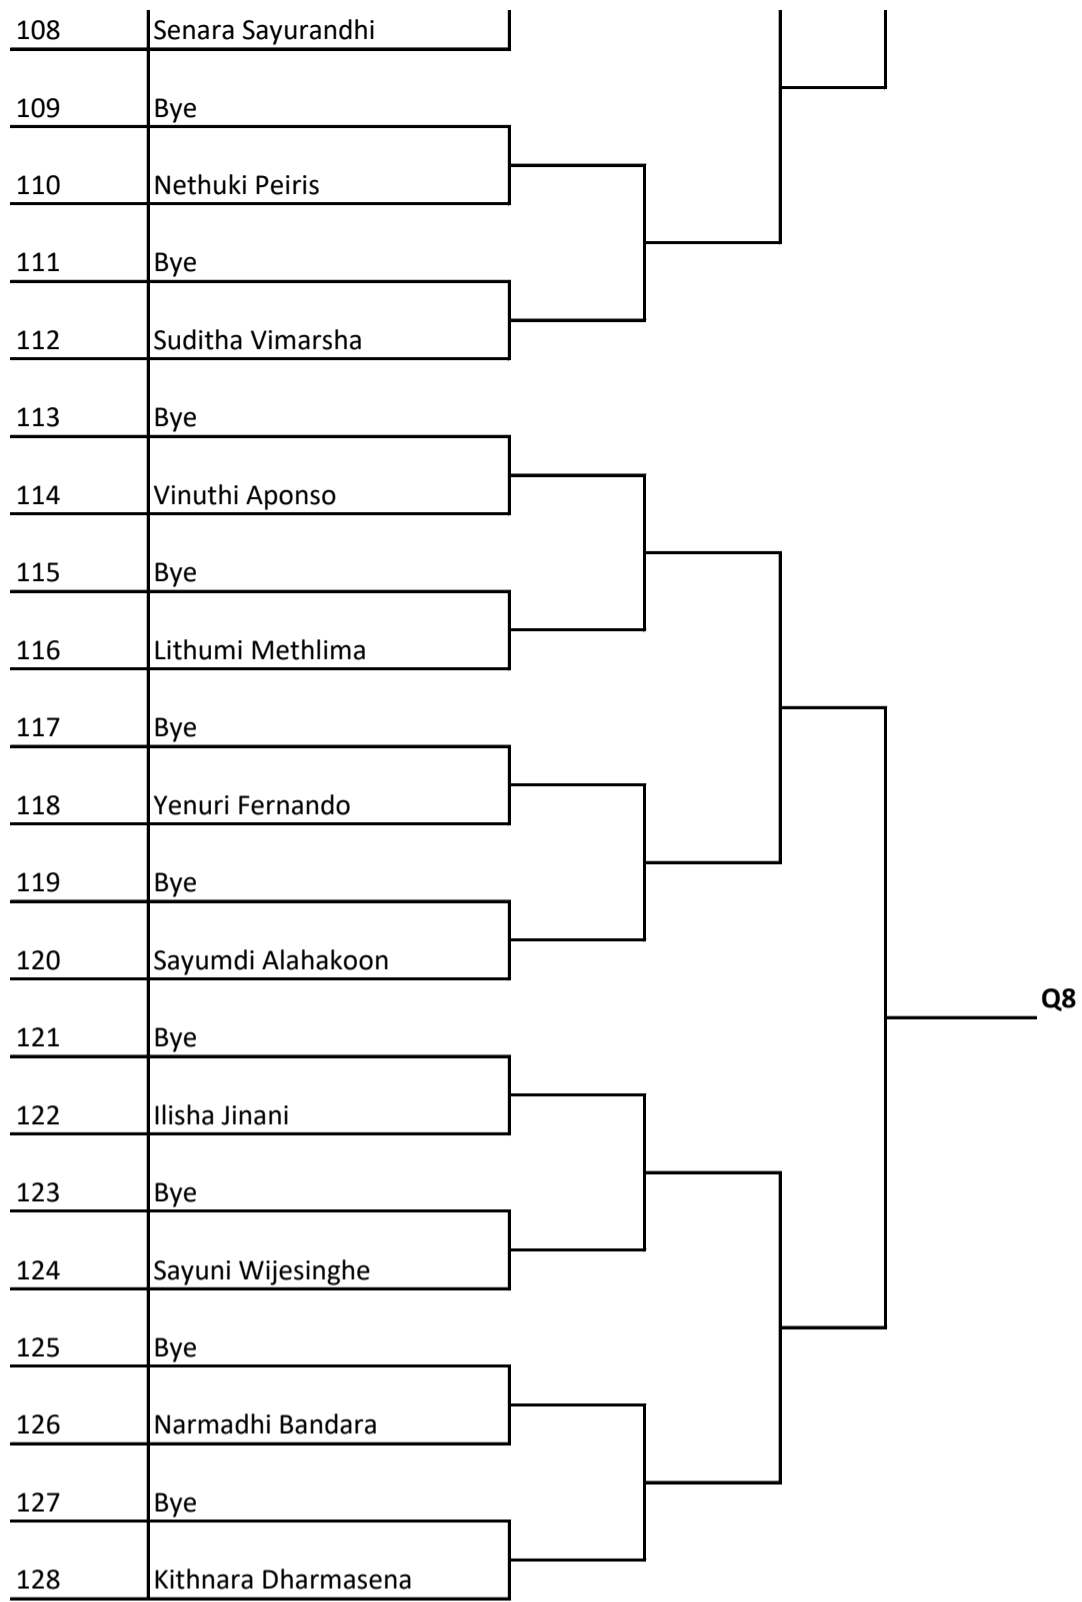 108 Senara Sayurandhi
109 Bye
110 Nethuki Peiris
111 Bye
112 Suditha Vimarsha
113 Bye
114 Vinuthi Aponso
115 Bye
116 Lithumi Methlima
117 Bye
118 Yenuri Fernando
119 Bye
120 Sayumdi Alahakoon
Q8
121 Bye
122 Ilisha Jinani
123 Bye
124 Sayuni Wijesinghe
125 Bye
126 Narmadhi Bandara
127 Bye
128 Kithnara Dharmasena